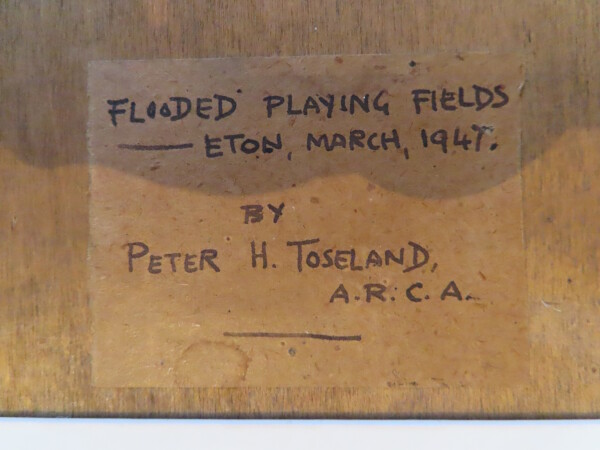 FLOODED PLAYING FIELDS
— ETON, MARCH, 1947.
BY
PETER H. TOSELAND,
A.R.C.A.